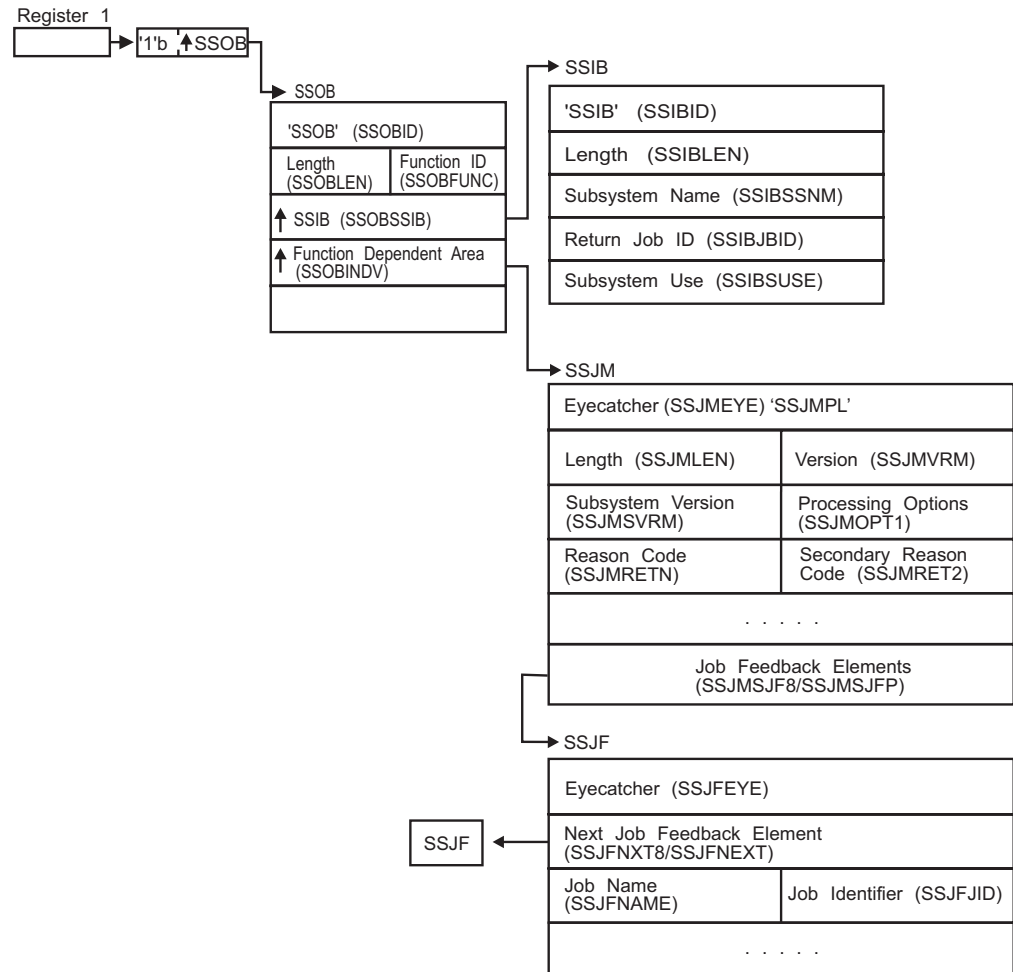 Register 1
'1'b SSOB
SSOB
'SSOB' (SSOBID)
Length
(SSOBLEN)
Function ID
(SSOBFUNC)
SSIB (SSOBSSIB)
Function Dependent Area
(SSOBINDV)
SSIB
'SSIB' (SSIBID)
Length (SSIBLEN)
Subsystem Name (SSIBSSNM)
Return Job ID (SSIBJBID)
Subsystem Use (SSIBSUSE)
SSJM
Eyecatcher (SSJMEYE) ‘SSJMPL’
Length (SSJMLEN)
Version (SSJMVRM)
Subsystem Version
(SSJMSVRM)
Processing Options
(SSJMOPT1)
Reason Code
(SSJMRETN)
Secondary Reason
Code (SSJMRET2)
. . . . .
Job Feedback Elements
(SSJMSJF8/SSJMSJFP)
SSJF
Eyecatcher (SSJFEYE)
SSJF
Next Job Feedback Element
(SSJFNXT8/SSJFNEXT)
Job Name
(SSJFNAME)
Job Identifier (SSJFJID)
. . . . .